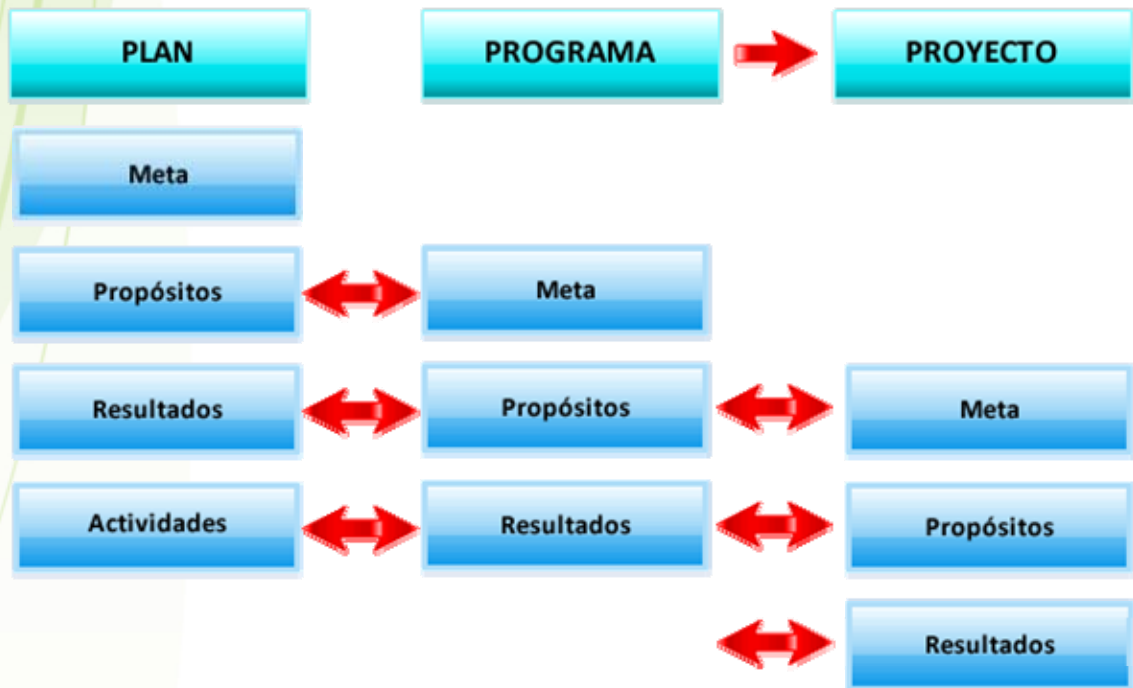 PLAN
PROGRAMA
PROYECTO
Meta
Propósitos
Meta
Resultados
Propósitos
Meta
Actividades
Resultados
Propósitos
Resultados